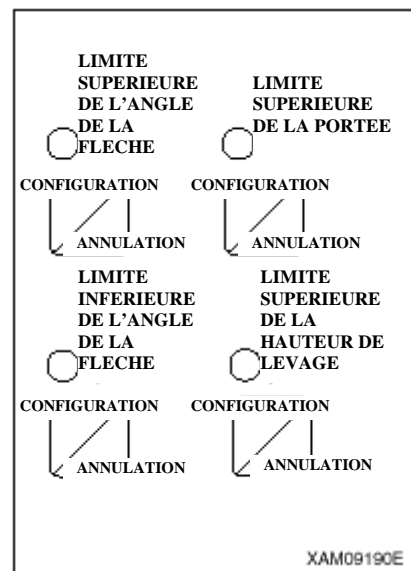 LIMITE
SUPERIEURE
DE L'ANGLE
DE LA
FLECHE
LIMITE
SUPERIEURE
DE LA PORTEE
CONFIGURATION
ANNULATION
CONFIGURATION
ANNULATION
LIMITE
INFERIEURE
DE L'ANGLE
DE LA
FLECHE
LIMITE
SUPERIEURE
DE LA
HAUTEUR DE
LEVAGE
CONFIGURATION
ANNULATION
CONFIGURATION
ANNULATION
XAM09190E